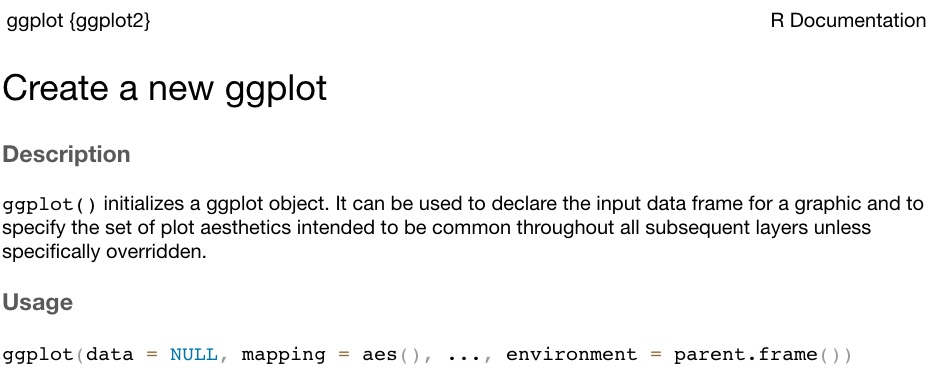 ggplot {ggplot2}
R Documentation
Create a new ggplot
Description
ggplot() initializes a ggplot object. It can be used to declare the input data frame for a graphic and to
specify the set of plot aesthetics intended to be common throughout all subsequent layers unless
specifically overridden.
Usage
ggplot(data = NULL, mapping = aes(), ..., environment = parent.frame())